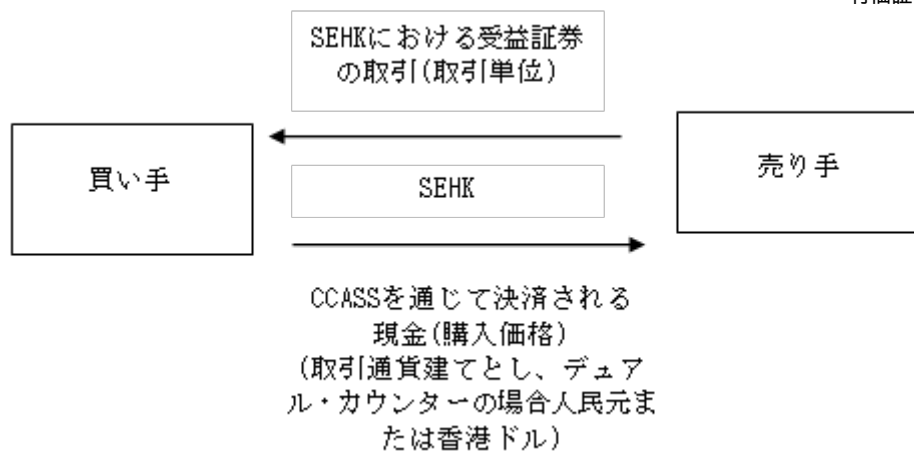 SEHKにおける受益証券
の取引(取引単位)
買い手
売り手
SEHK
CCASSを通じて決済される
現金(購入価格)
(取引通貨建てとし、デュア
ル・カウンターの場合人民元ま
たは香港ドル)